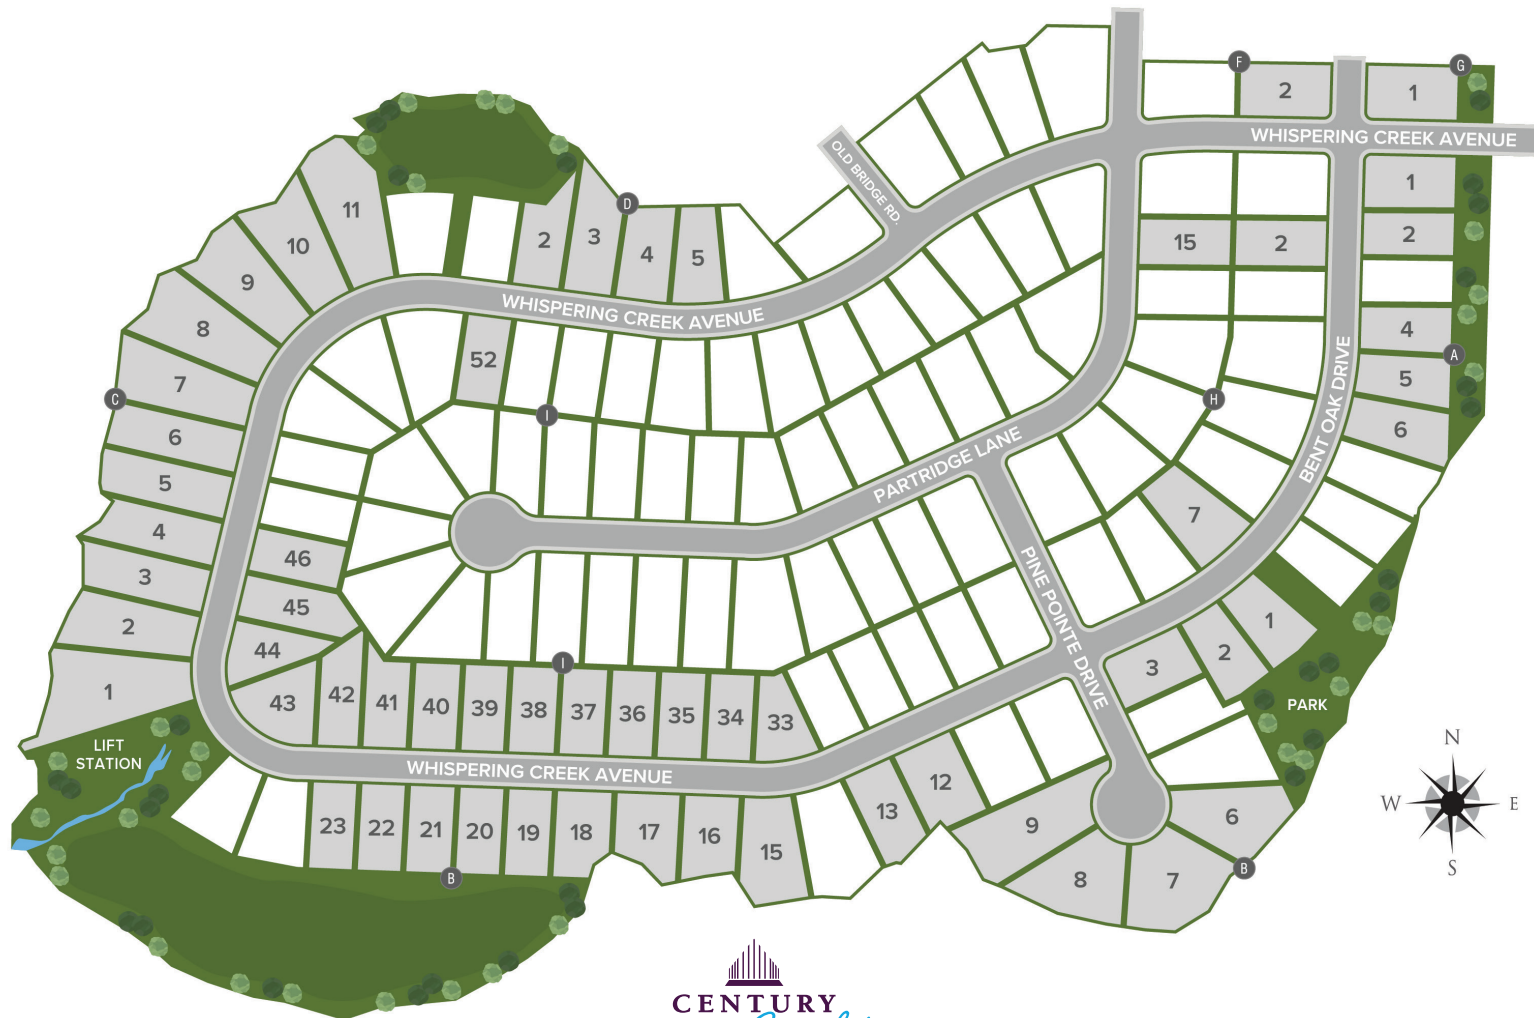 F
G
2
1
WHISPERING CREEK AVENUE
OLD BRIDGE RD.
1
11
D
2
3
4
5
10
9
15
2
2
WHISPERING CREEK AVENUE
8
4
A
52
7
5
C
I
H
BENT OAK DRIVE
6
6
PARTRIDGE LANE
5
7
4
46
3
PINE POINTE DRIVE
45
2
44
1
2
3
I
1
43
42
41
40
39
38
37
36
35
34
33
PARK
LIFT
STATION
WHISPERING CREEK AVENUE
12
13
N
W
E
S
23
22
21
20
19
18
17
16
15
9
6
B
8
7
B
CENTURY